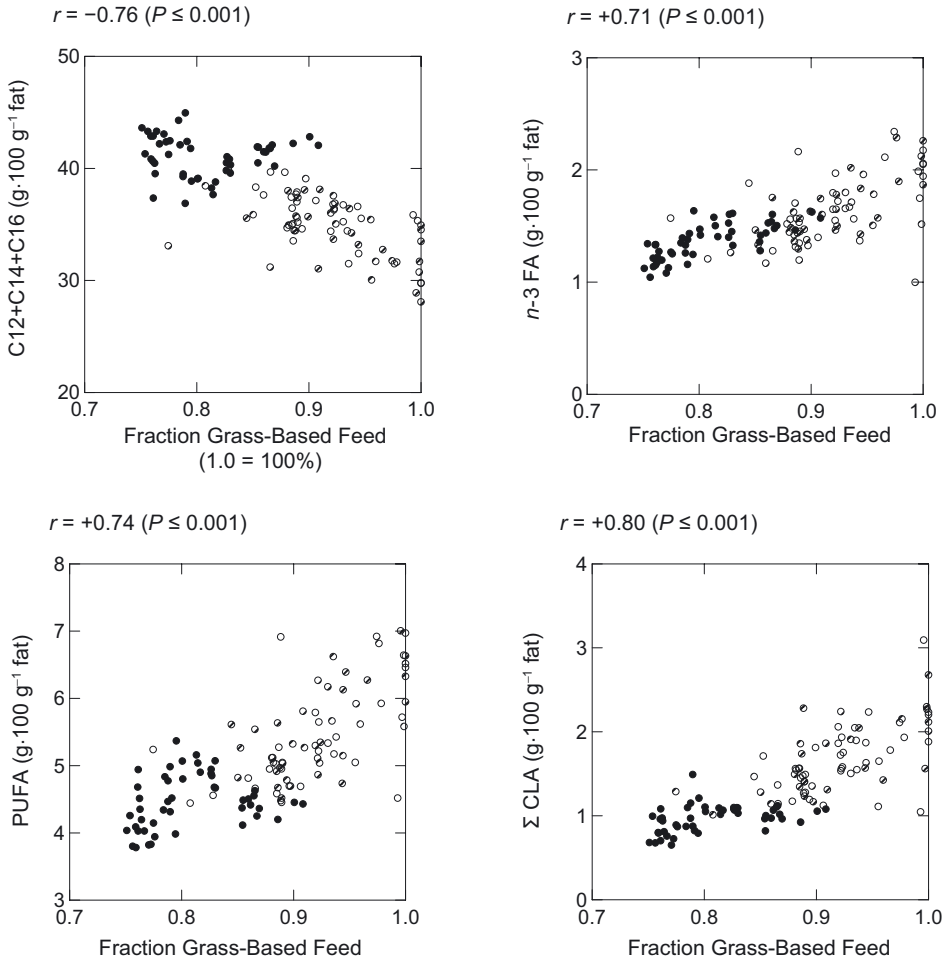 r = −0.76 (P ≤ 0.001)
50
40
30
20
0.7 0.8 0.9 1.0
C12+C14+C16 (g·100 g⁻¹ fat)
Fraction Grass-Based Feed
(1.0 = 100%)
r = +0.71 (P ≤ 0.001)
3
2
1
0
0.7 0.8 0.9 1.0
n-3 FA (g·100 g⁻¹ fat)
Fraction Grass-Based Feed
r = +0.74 (P ≤ 0.001)
8
7
6
5
4
3
0.7 0.8 0.9 1.0
PUFA (g·100 g⁻¹ fat)
Fraction Grass-Based Feed
r = +0.80 (P ≤ 0.001)
4
3
2
1
0
0.7 0.8 0.9 1.0
Σ CLA (g·100 g⁻¹ fat)
Fraction Grass-Based Feed